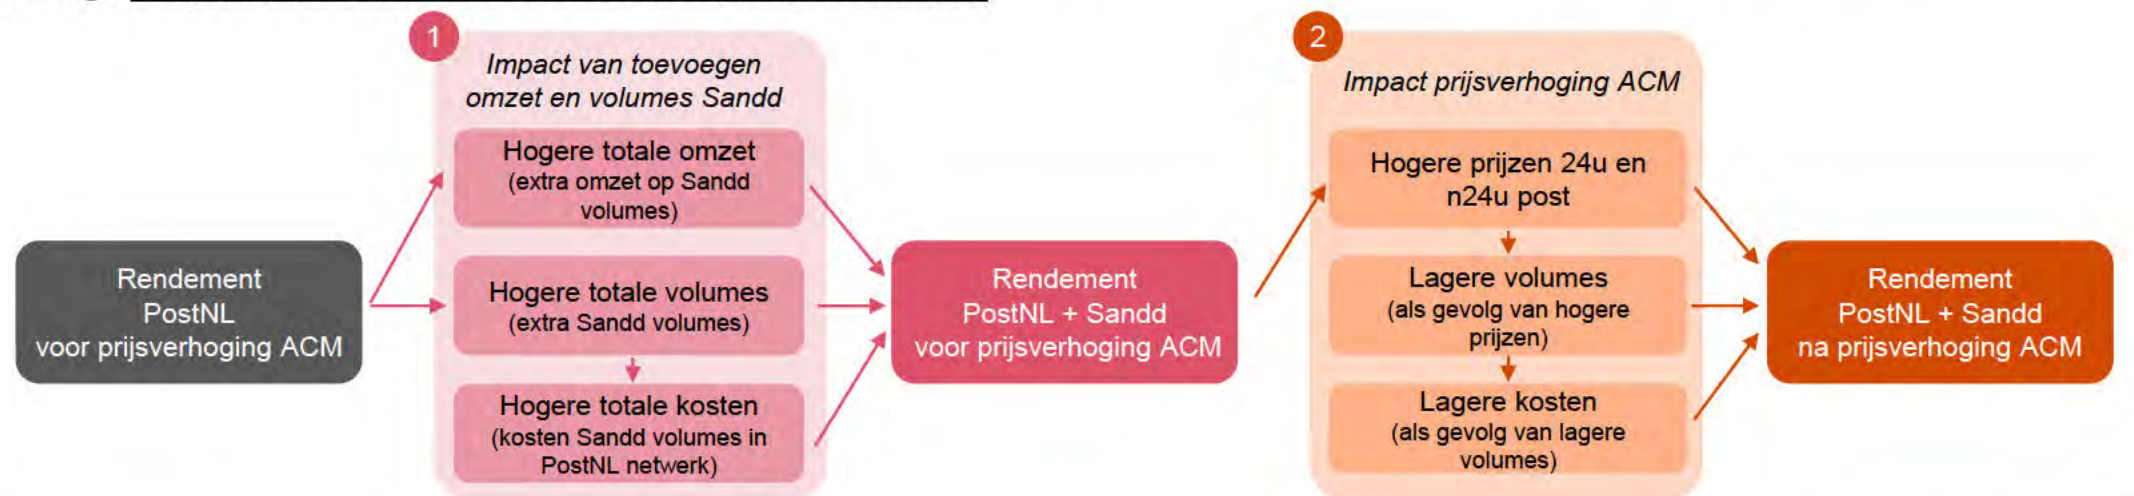 1
Impact van toevoegen
omzet en volumes Sandd
Hogere totale omzet
(extra omzet op Sandd
volumes)
Rendement
PostNL
voor prijsverhoging ACM
Hogere totale volumes
(extra Sandd volumes)
Hogere totale kosten
(kosten Sandd volumes in
PostNL netwerk)
Rendement
PostNL + Sandd
voor prijsverhoging ACM
2
Impact prijsverhoging ACM
Hogere prijzen 24u en
n24u post
Lagere volumes
(als gevolg van hogere
prijzen)
Lagere kosten
(als gevolg van lagere
volumes)
Rendement
PostNL + Sandd
na prijsverhoging ACM